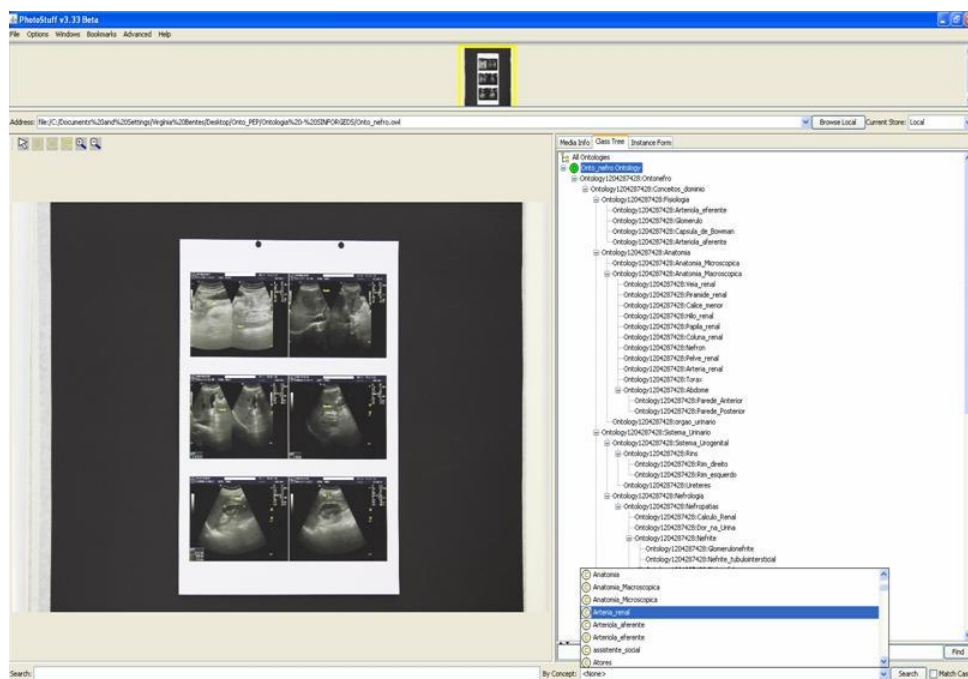 PhotoStuff v3.33 Beta
File Options Windows Bookmarks Advanced Help
Address: file:/C:/Documents%20and%20Settings/Virginia%20Bentes/Desktop/Onto_PEP/Ontologia%20-%20SINFORGEDS/Onto_nefro.owl Browse Local Current Store: Local
Media Info Class Tree Instance Form
All Ontologies
Onto_nefro Ontology
Ontology1204287428:Ontonefro
Ontology1204287428:Conceitos_dominio
Ontology1204287428:Fisiologia
Ontology1204287428:Arteriola_eferente
Ontology1204287428:Glomerulo
Ontology1204287428:Capsula_de_Bowman
Ontology1204287428:Arteriola_aferente
Ontology1204287428:Anatomia
Ontology1204287428:Anatomia_Microscopica
Ontology1204287428:Anatomia_Macroscopica
Ontology1204287428:Veia_renal
Ontology1204287428:Piramide_renal
Ontology1204287428:Calice_menor
Ontology1204287428:Hilo_renal
Ontology1204287428:Papila_renal
Ontology1204287428:Coluna_renal
Ontology1204287428:Nefron
Ontology1204287428:Pelve_renal
Ontology1204287428:Arteria_renal
Ontology1204287428:Torax
Ontology1204287428:Abdome
Ontology1204287428:Parede_Anterior
Ontology1204287428:Parede_Posterior
Ontology1204287428:orgao_urinario
Ontology1204287428:Sistema_Urinario
Ontology1204287428:Sistema_Urogenital
Ontology1204287428:Rins
Ontology1204287428:Rim_direito
Ontology1204287428:Rim_esquerdo
Ontology1204287428:Ureteres
Ontology1204287428:Nefrologia
Ontology1204287428:Nefropatias
Ontology1204287428:Calculo_Renal
Ontology1204287428:Dor_na_Urina
Ontology1204287428:Nefrite
Ontology1204287428:Glomerulonefrite
Ontology1204287428:Nefrite_tubulointersticial
Anatomia
Anatomia_Macroscopica
Anatomia_Microscopica
Arteria_renal
Arteriola_aferente
Arteriola_eferente
assistente_social
Atores
Find
Search: By Concept: <None> Search Match Cas